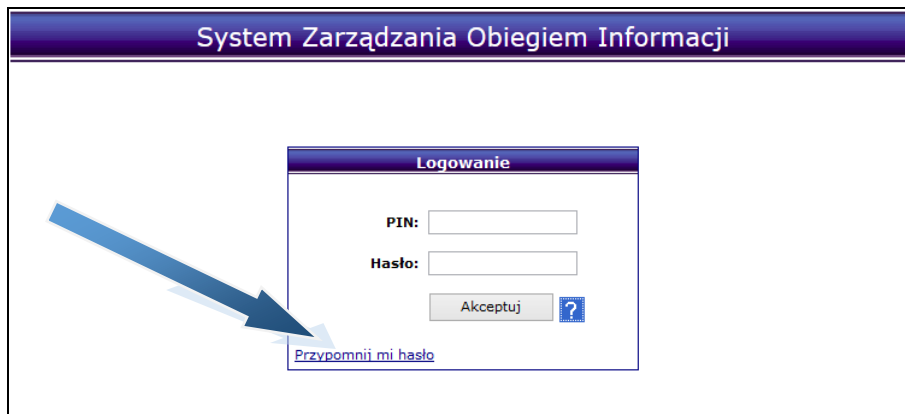 System Zarządzania Obiegiem Informacji
Logowanie
PIN:
Hasło:
Akceptuj ?
Przypomnij mi hasło